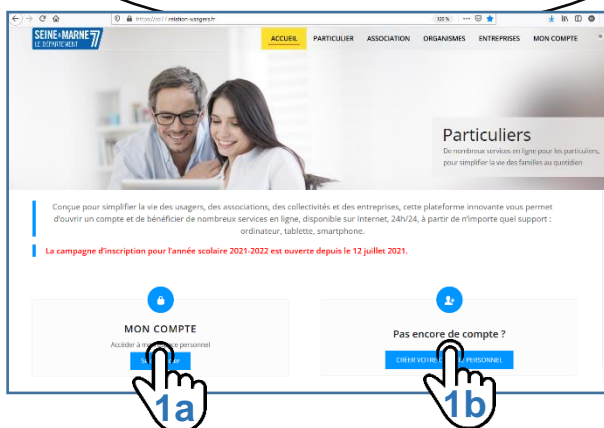 https://cd77.relation-usagers.fr
SEINE&MARNE 77
LE DÉPARTEMENT
ACCUEIL PARTICULIER ASSOCIATION ORGANISMES ENTREPRISES MON COMPTE
Particuliers
De nombreux services en ligne pour les particuliers,
pour simplifier la vie des familles au quotidien
Conçue pour simplifier la vie des usagers, des associations, des collectivités et des entreprises, cette plateforme innovante vous permet
d'ouvrir un compte et de bénéficier de nombreux services en ligne, disponible sur Internet, 24h/24, à partir de n'importe quel support :
ordinateur, tablette, smartphone.
La campagne d'inscription pour l'année scolaire 2021-2022 est ouverte depuis le 12 juillet 2021.
MON COMPTE
Accéder à mon espace personnel
1a
Pas encore de compte ?
CRÉER VOTRE PERSONNEL
1b